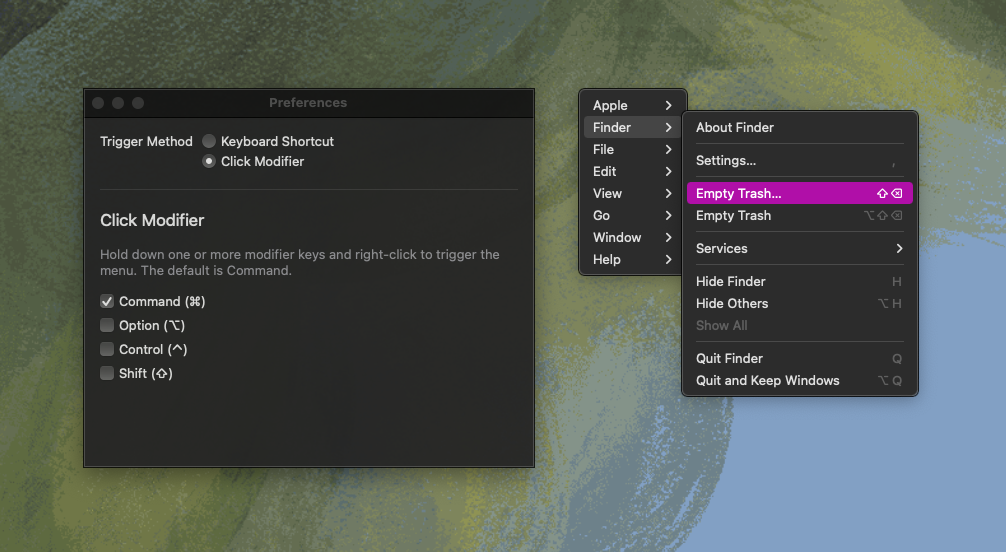 Preferences
Trigger Method
Keyboard Shortcut
Click Modifier
Click Modifier
Hold down one or more modifier keys and right-click to trigger the
menu. The default is Command.
Command (⌘)
Option (⌥)
Control (^)
Shift (⇧)
Apple
Finder
File
Edit
View
Go
Window
Help
About Finder
Settings... ,
Empty Trash... ⇧⌫
Empty Trash ⌥⇧⌫
Services
Hide Finder H
Hide Others ⌥H
Show All
Quit Finder Q
Quit and Keep Windows ⌥Q